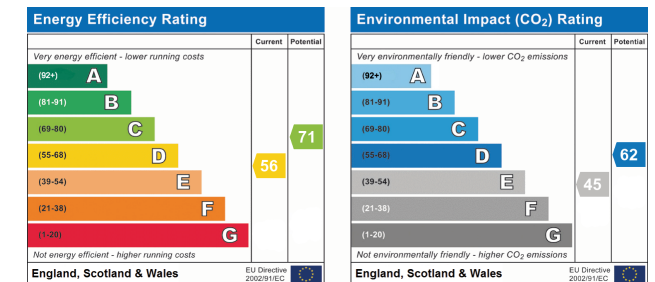 Energy Efficiency Rating
Current Potential
Very energy efficient - lower running costs
(92+) A
(81-91) B
(69-80) C
71
(55-68) D
56
(39-54) E
(21-38) F
(1-20) G
Not energy efficient - higher running costs
England, Scotland & Wales
EU Directive
2002/91/EC
Environmental Impact (CO2) Rating
Current Potential
Very environmentally friendly - lower CO2 emissions
(92+) A
(81-91) B
(69-80) C
(55-68) D
62
(39-54) E
45
(21-38) F
(1-20) G
Not environmentally friendly - higher CO2 emissions
England, Scotland & Wales
EU Directive
2002/91/EC